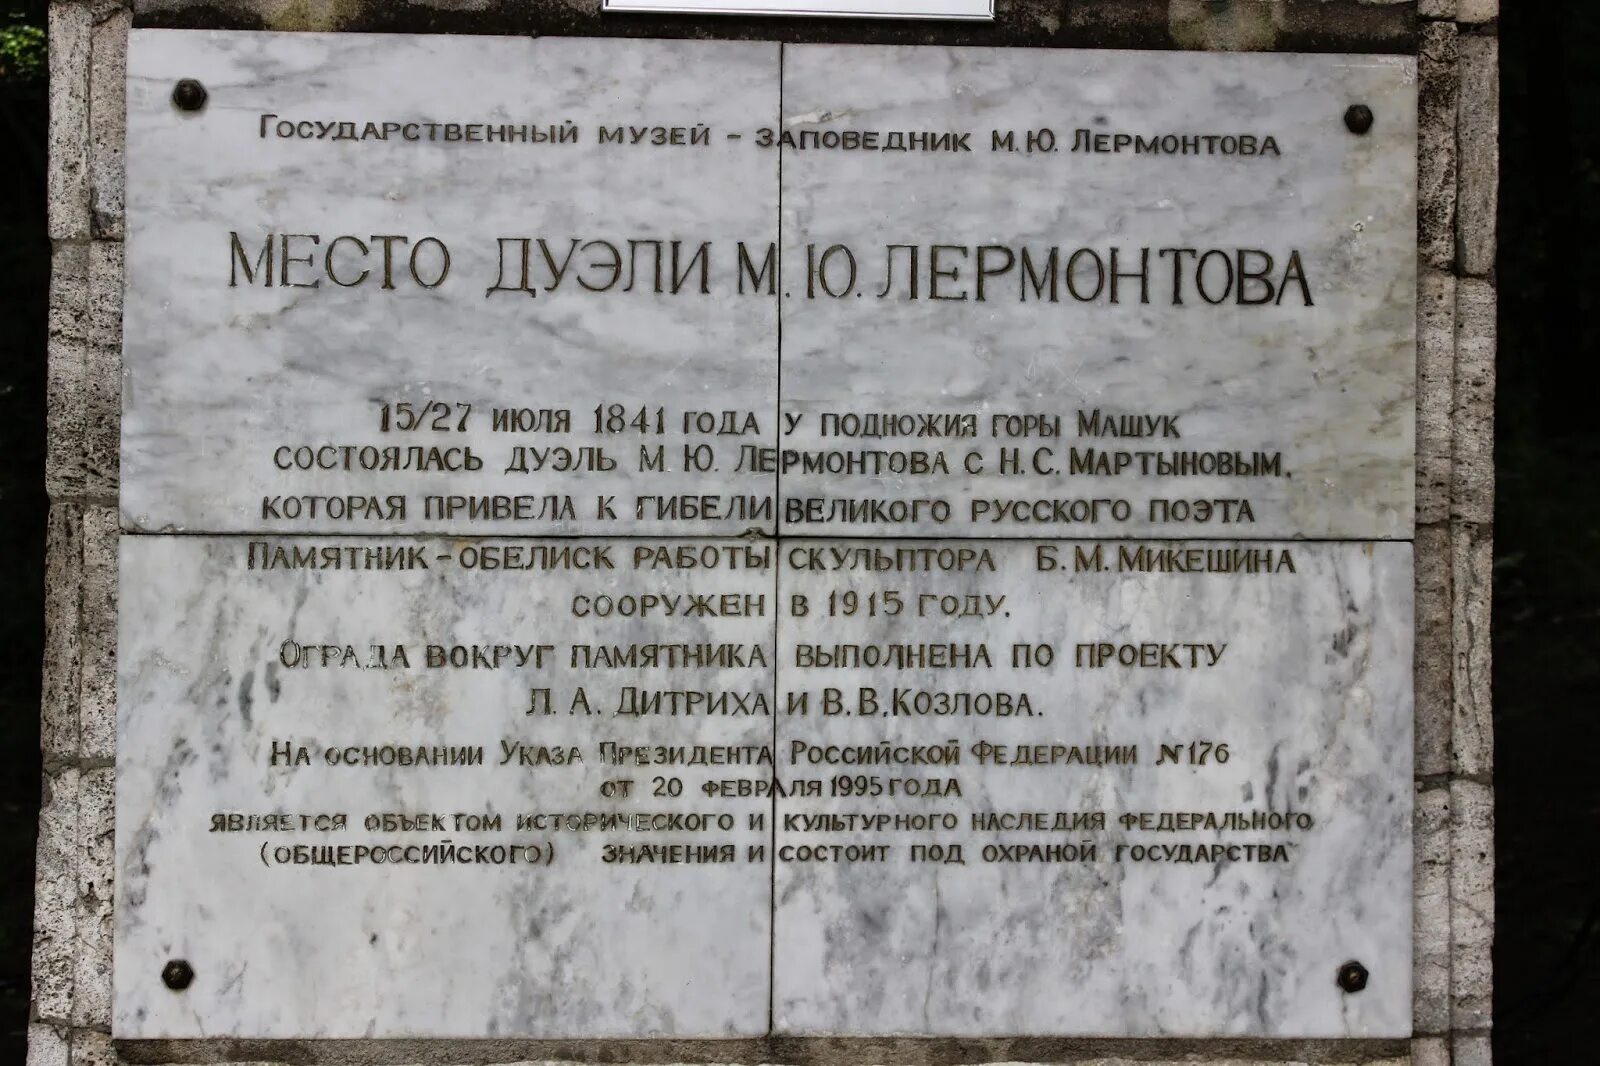 Государственный музей - заповедник М.Ю. Лермонтова
Место дуэли М.Ю. Лермонтова
15/27 июля 1841 года у подножия горы Машук
состоялась дуэль М.Ю. Лермонтова с Н.С. Мартыновым,
которая привела к гибели великого русского поэта
Памятник-обелиск работы скульптора Б.М. Микешина
сооружен в 1915 году.
Ограда вокруг памятника выполнена по проекту
Л.А. Дитриха и В.В. Козлова.
На основании Указа Президента Российской Федерации № 176
от 20 февраля 1995 года
является объектом исторического и культурного наследия федерального
(общероссийского) значения и состоит под охраной государства